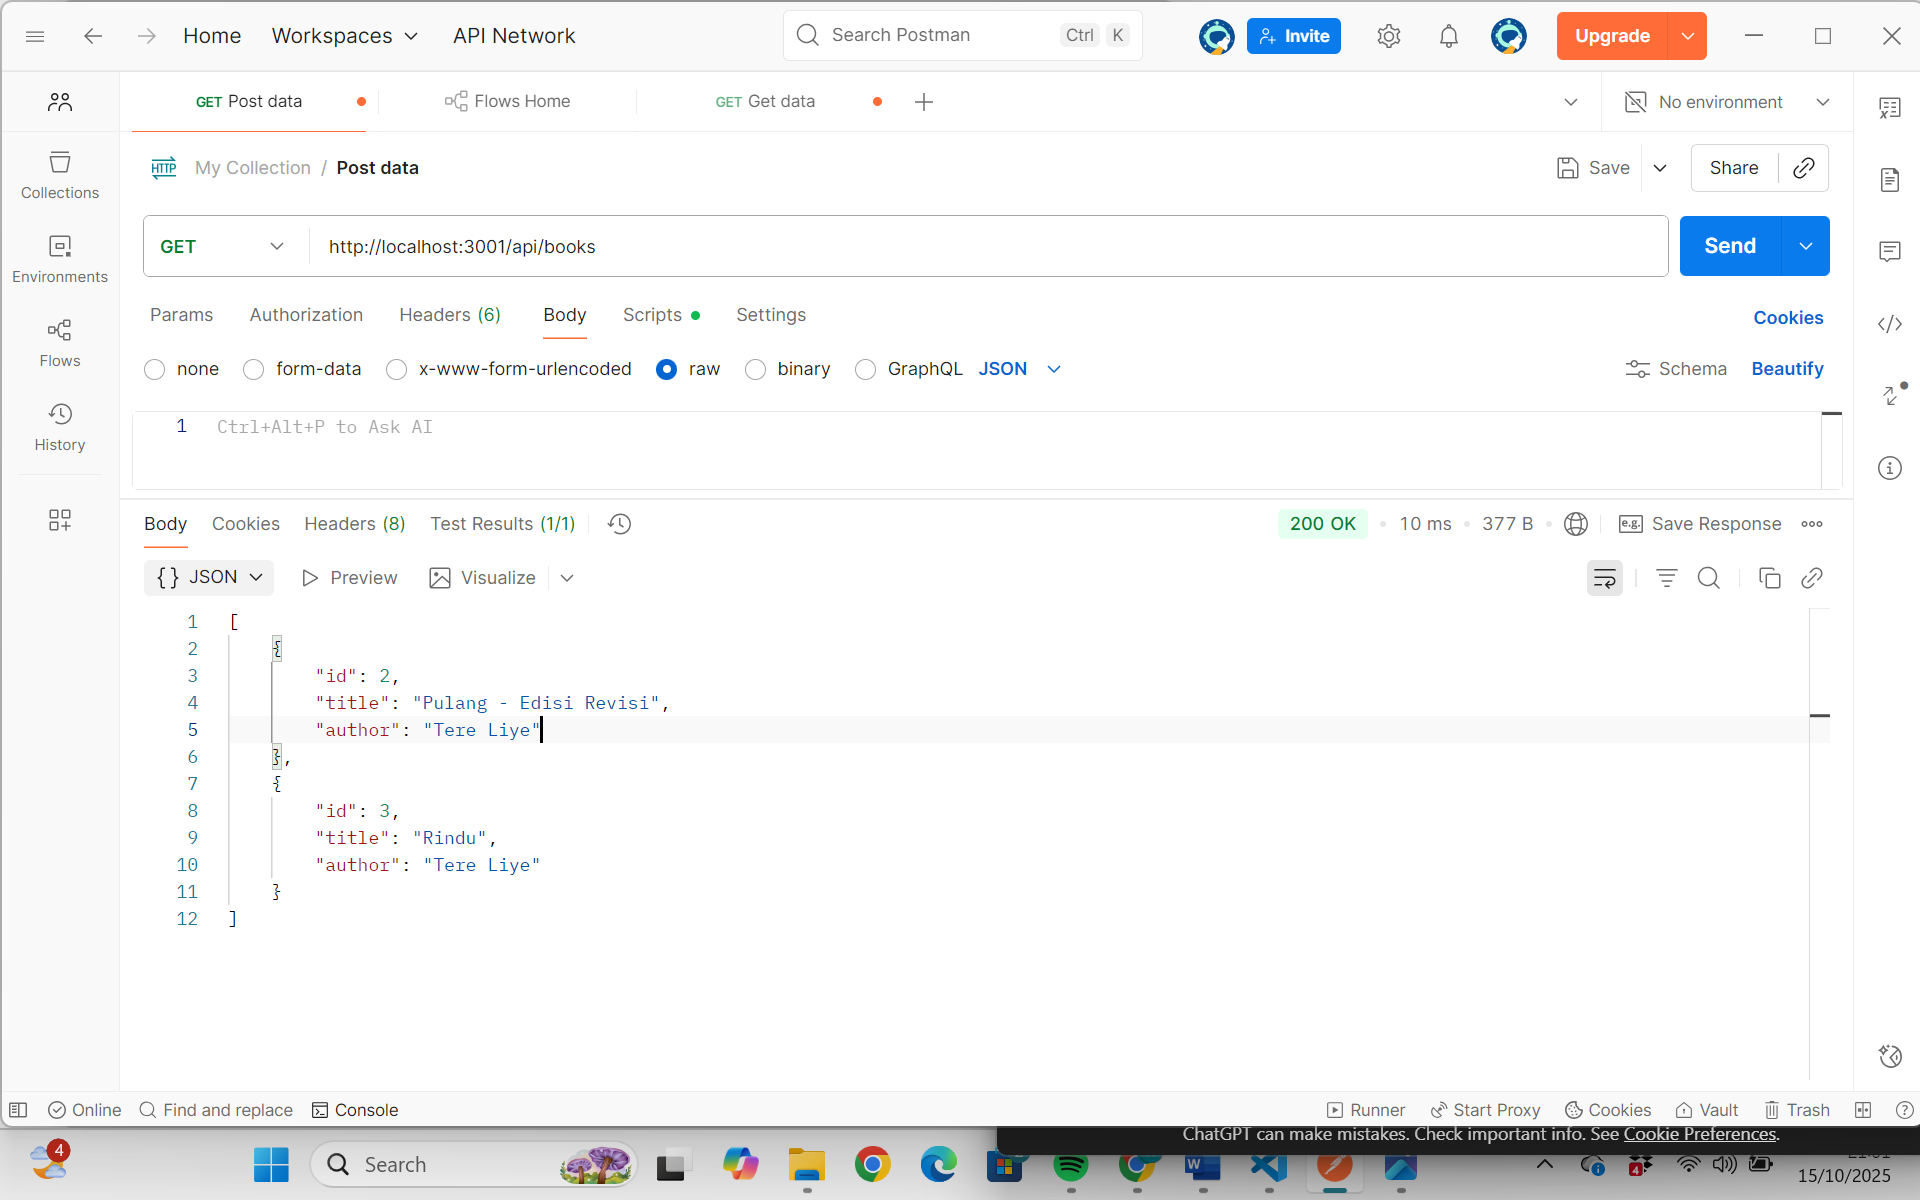 Home Workspaces API Network Search Postman Ctrl K Invite Upgrade
GET Post data Flows Home GET Get data No environment
HTTP My Collection / Post data Save Share
Collections
GET http://localhost:3001/api/books Send
Environments
Params Authorization Headers (6) Body Scripts Settings Cookies
Flows
none form-data x-www-form-urlencoded raw binary GraphQL JSON Schema Beautify
History
1 Ctrl+Alt+P to Ask AI
Body Cookies Headers (8) Test Results (1/1) 200 OK • 10 ms • 377 B • e.g. Save Response
{} JSON Preview Visualize
1 [
2 {
3 "id": 2,
4 "title": "Pulang - Edisi Revisi",
5 "author": "Tere Liye"
6 },
7 {
8 "id": 3,
9 "title": "Rindu",
10 "author": "Tere Liye"
11 }
12 ]
Online Find and replace Console Runner Start Proxy Cookies Vault Trash
ChatGPT can make mistakes. Check important info. See Cookie Preferences.
4 Search W 4 15/10/2025